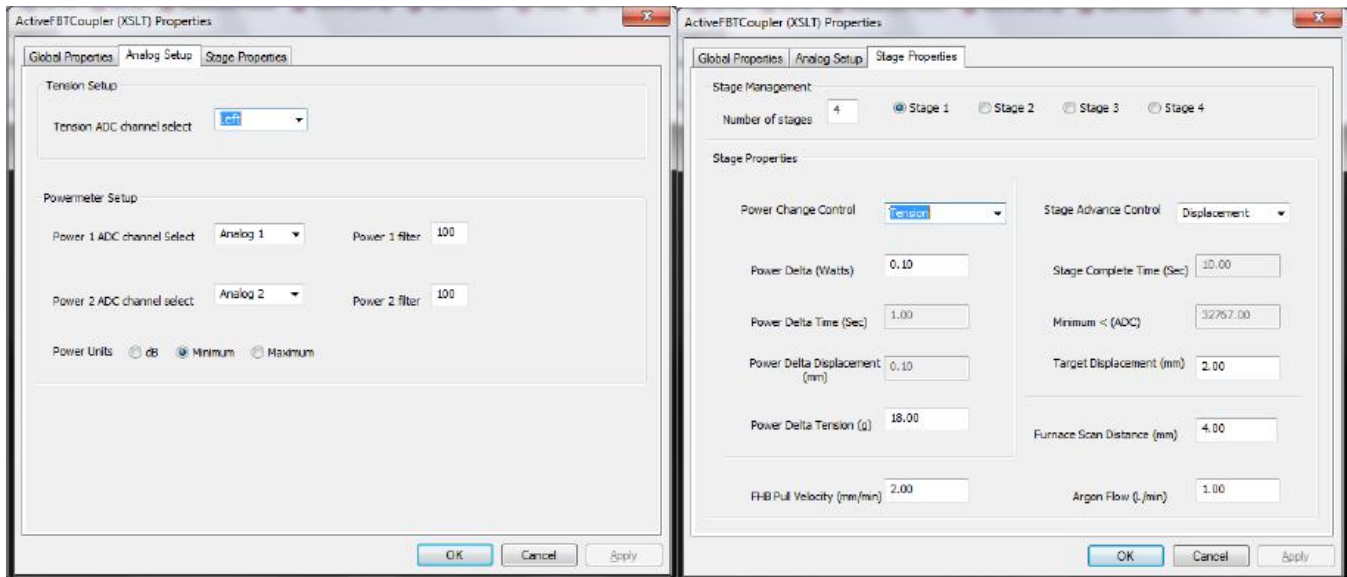 ActiveFBTCoupler (XSLT) Properties
Global Properties Analog Setup Stage Properties
Tension Setup
Tension ADC channel select Left
Powermeter Setup
Power 1 ADC channel Select Analog 1 Power 1 filter 100
Power 2 ADC channel select Analog 2 Power 2 filter 100
Power Units dB Minimum Maximum
OK Cancel Apply
ActiveFBTCoupler (XSLT) Properties
Global Properties Analog Setup Stage Properties
Stage Management
Number of stages 4 Stage 1 Stage 2 Stage 3 Stage 4
Stage Properties
Power Change Control Tension Stage Advance Control Displacement
Power Delta (Watts) 0.10 Stage Complete Time (Sec) 10.00
Power Delta Time (Sec) 1.00 Minimum < (ADC) 32767.00
Power Delta Displacement (mm) 0.10 Target Displacement (mm) 2.00
Power Delta Tension (g) 18.00 Furnace Scan Distance (mm) 4.00
FHB Pull Velocity (mm/min) 2.00 Argon Flow (L/min) 1.00
OK Cancel Apply